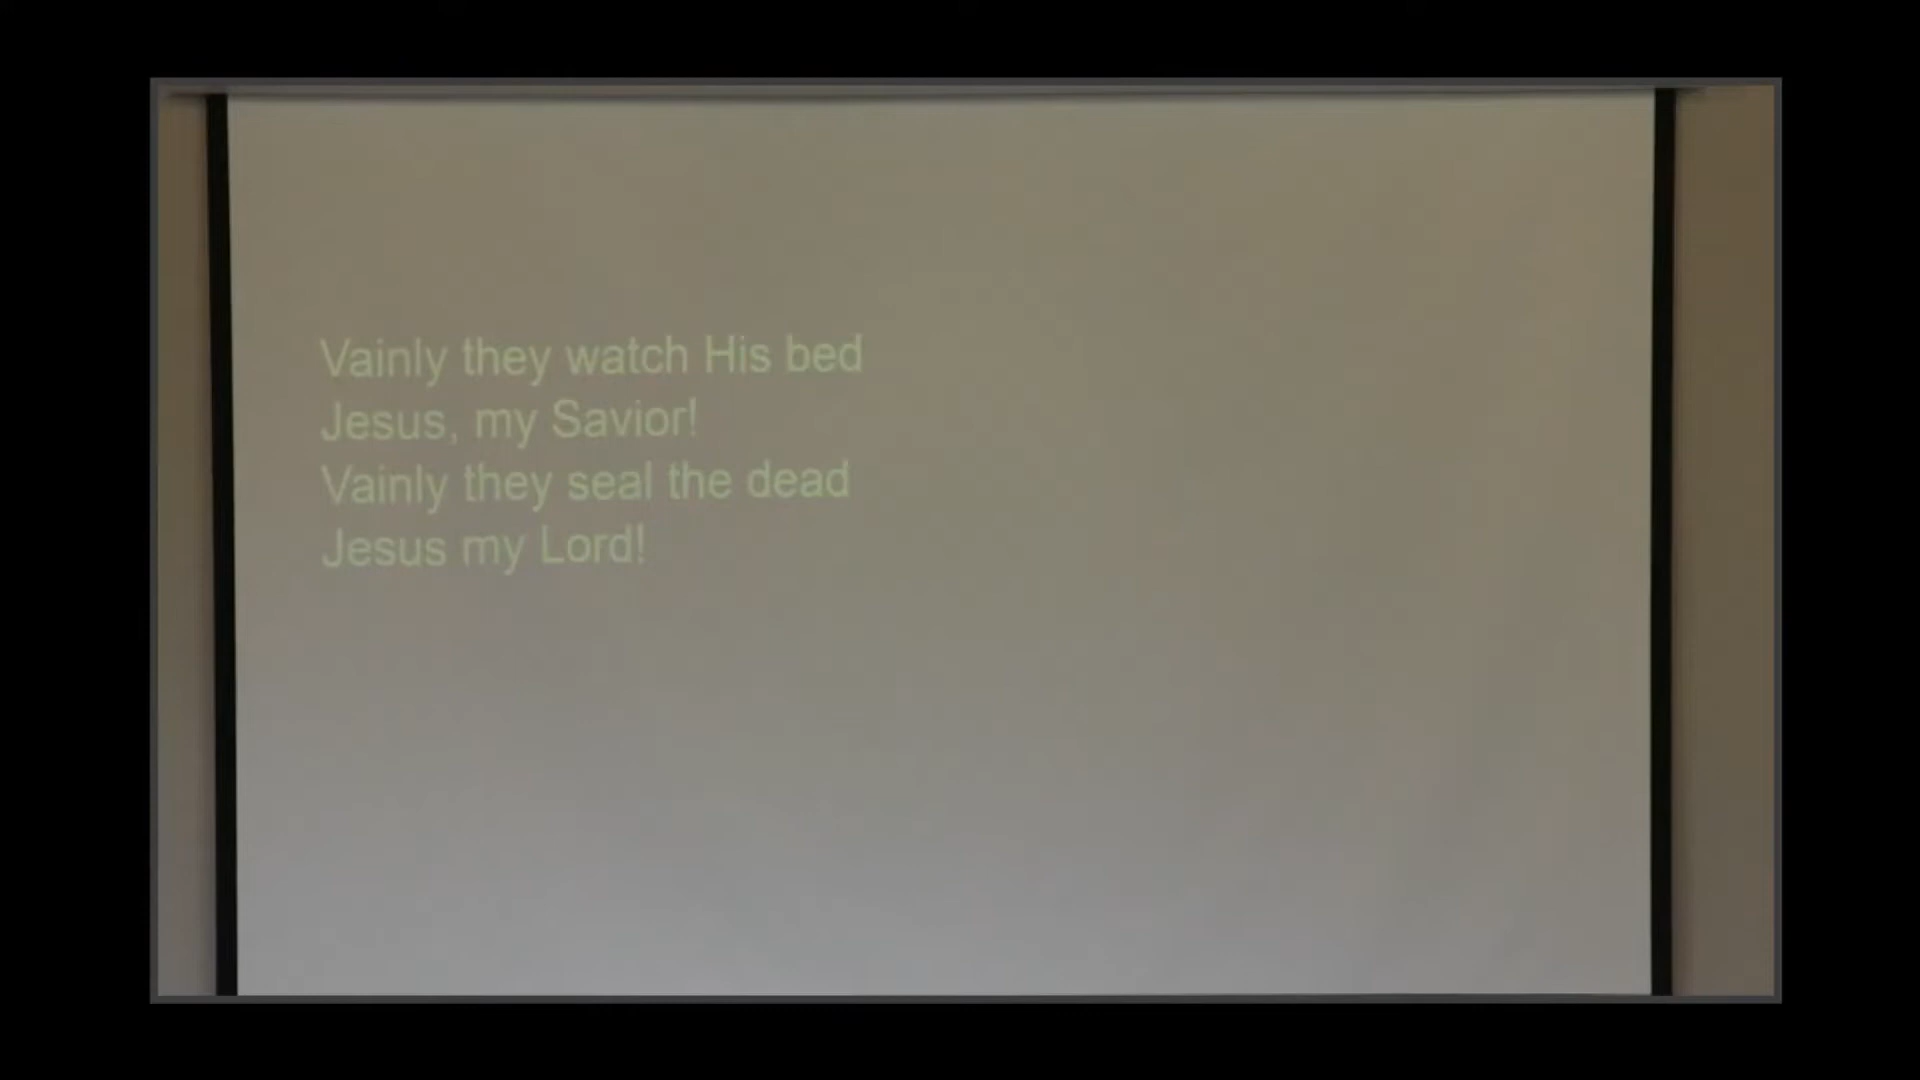 Vainly they watch His bed
Jesus, my Savior!
Vainly they seal the dead
Jesus my Lord!